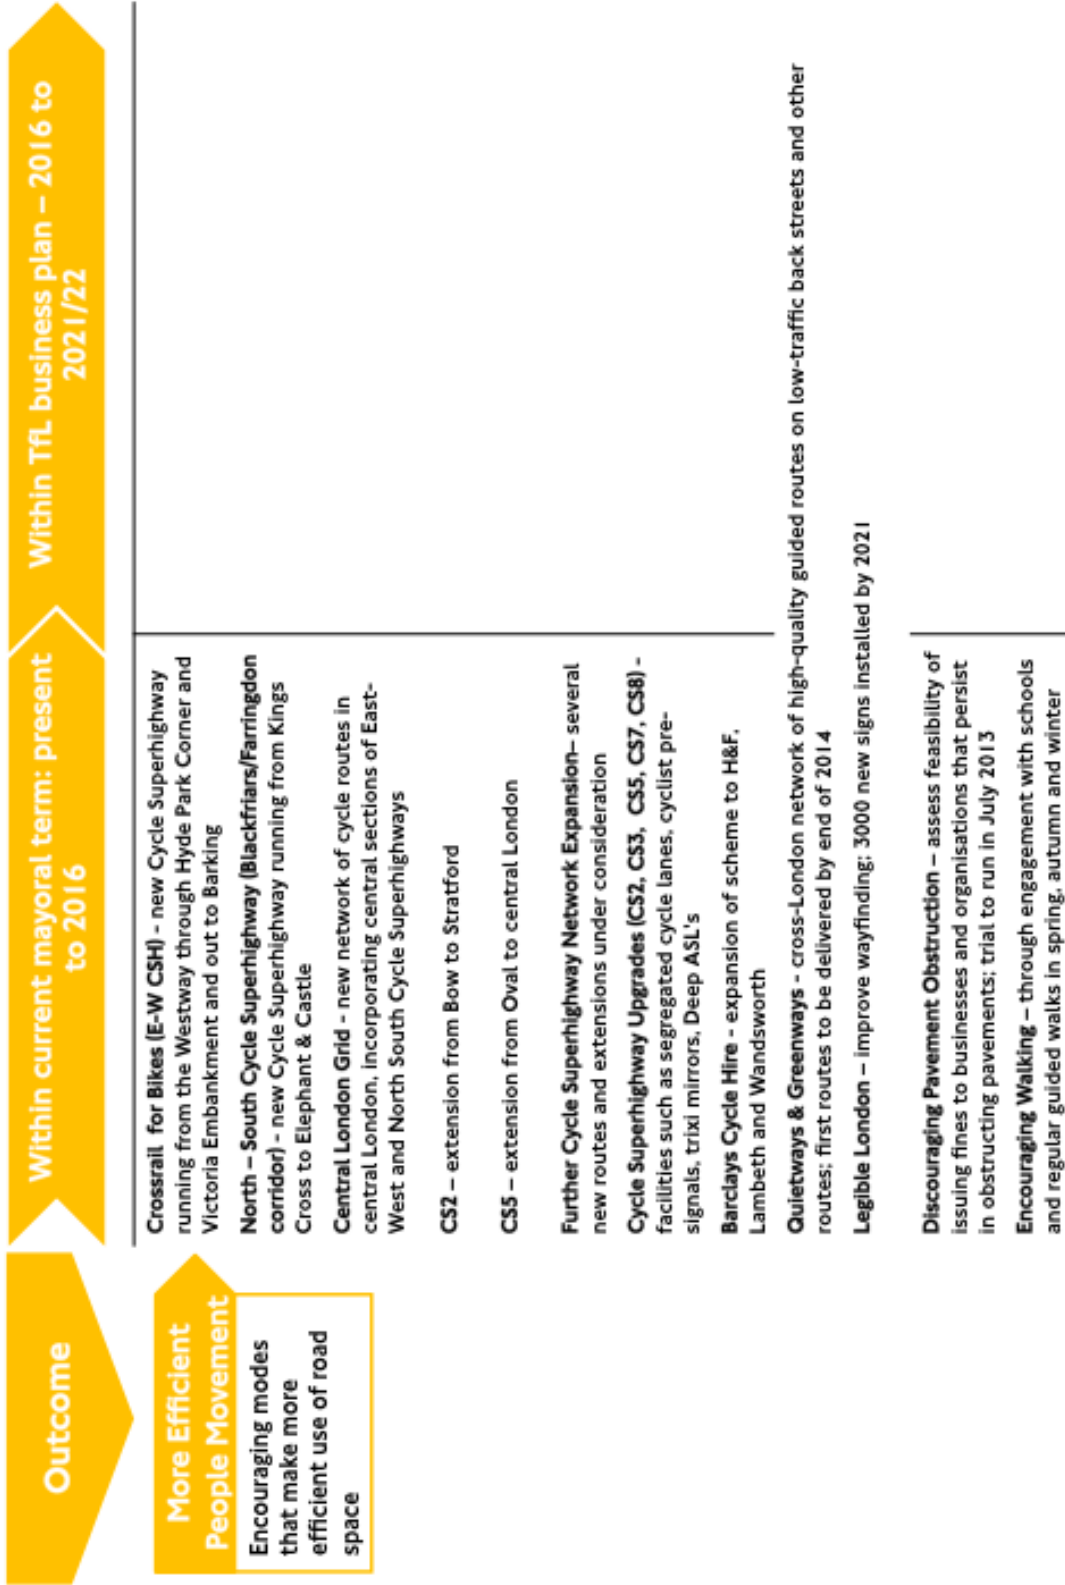 Outcome
Within current mayoral term: present
to 2016
Within TfL business plan – 2016 to
2021/22
More Efficient
People Movement
Encouraging modes
that make more
efficient use of road
space
Crossrail for Bikes (E-W CSH) - new Cycle Superhighway
running from the Westway through Hyde Park Corner and
Victoria Embankment and out to Barking
North – South Cycle Superhighway (Blackfriars/Farringdon
corridor) - new Cycle Superhighway running from Kings
Cross to Elephant & Castle
Central London Grid - new network of cycle routes in
central London, incorporating central sections of East-
West and North South Cycle Superhighways
CS2 – extension from Bow to Stratford
CS5 – extension from Oval to central London
Further Cycle Superhighway Network Expansion– several
new routes and extensions under consideration
Cycle Superhighway Upgrades (CS2, CS3, CS5, CS7, CS8) -
facilities such as segregated cycle lanes, cyclist pre-
signals, trixi mirrors, Deep ASL's
Barclays Cycle Hire - expansion of scheme to H&F,
Lambeth and Wandsworth
Quietways & Greenways - cross-London network of high-quality guided routes on low-traffic back streets and other
routes; first routes to be delivered by end of 2014
Legible London – improve wayfinding; 3000 new signs installed by 2021
Discouraging Pavement Obstruction – assess feasibility of
issuing fines to businesses and organisations that persist
in obstructing pavements; trial to run in July 2013
Encouraging Walking – through engagement with schools
and regular guided walks in spring, autumn and winter